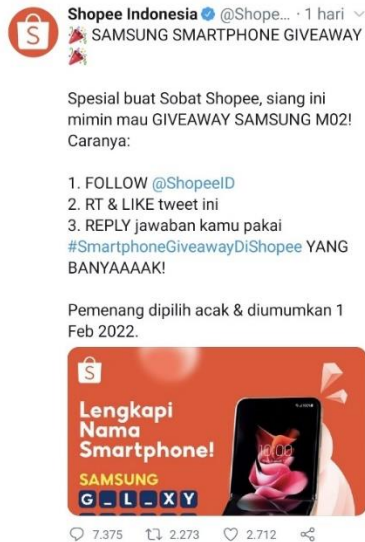 Shopee Indonesia @Shope... · 1 hari
🎉 SAMSUNG SMARTPHONE GIVEAWAY
🎉
Spesial buat Sobat Shopee, siang ini
mimin mau GIVEAWAY SAMSUNG M02!
Caranya:
1. FOLLOW @ShopeeID
2. RT & LIKE tweet ini
3. REPLY jawaban kamu pakai
#SmartphoneGiveawayDiShopee YANG
BANYAAAAK!
Pemenang dipilih acak & diumumkan 1
Feb 2022.
Lengkapi
Nama
Smartphone!
SAMSUNG
G _ L _ X Y
7.375 2.273 2.712